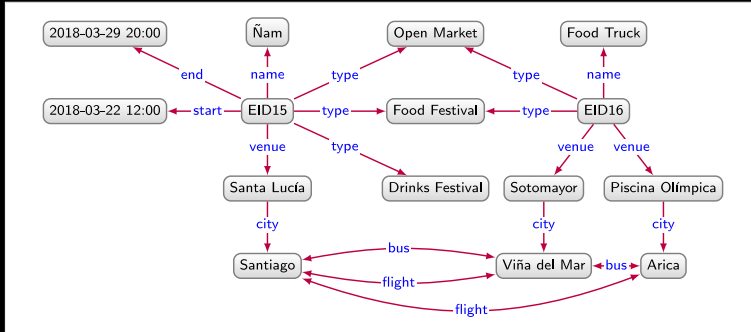 2018-03-29 20:00
Ñam
Open Market
Food Truck
end
name
type
type
name
2018-03-22 12:00
start
EID15
type
Food Festival
type
EID16
venue
type
venue
venue
Santa Lucía
Drinks Festival
Sotomayor
Piscina Olímpica
city
city
city
bus
Santiago
Viña del Mar
bus
Arica
flight
flight